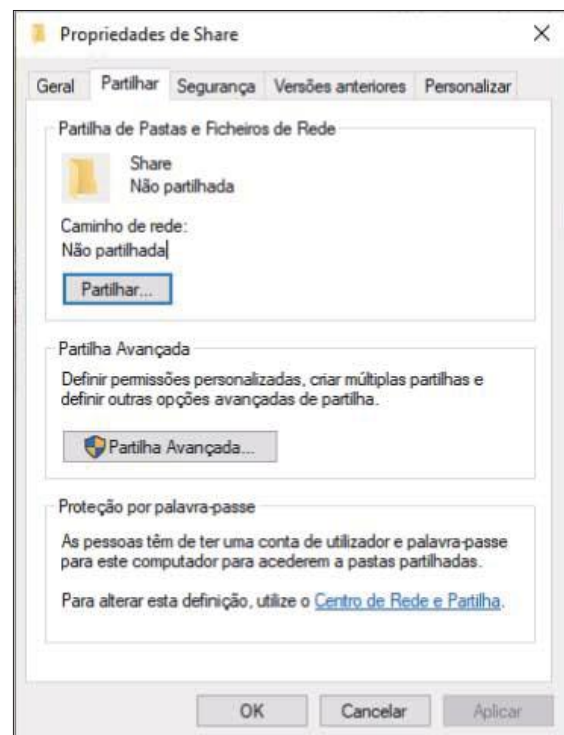 Propriedades de Share
Geral Partilhar Segurança Versões anteriores Personalizar
Partilha de Pastas e Ficheiros de Rede
Share
Não partilhada
Caminho de rede:
Não partilhada
Partilhar...
Partilha Avançada
Definir permissões personalizadas, criar múltiplas partilhas e
definir outras opções avançadas de partilha.
Partilha Avançada...
Proteção por palavra-passe
As pessoas têm de ter uma conta de utilizador e palavra-passe
para este computador para acederem a pastas partilhadas.
Para alterar esta definição, utilize o Centro de Rede e Partilha.
OK Cancelar Aplicar